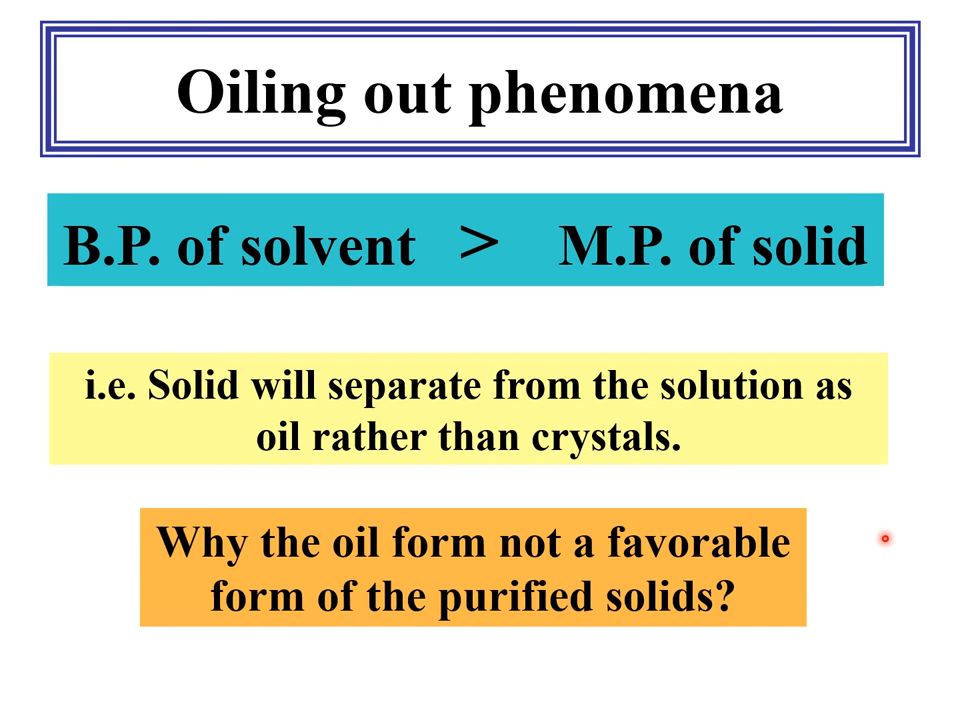 Oiling out phenomena
B.P. of solvent > M.P. of solid
i.e. Solid will separate from the solution as
oil rather than crystals.
Why the oil form not a favorable
form of the purified solids?